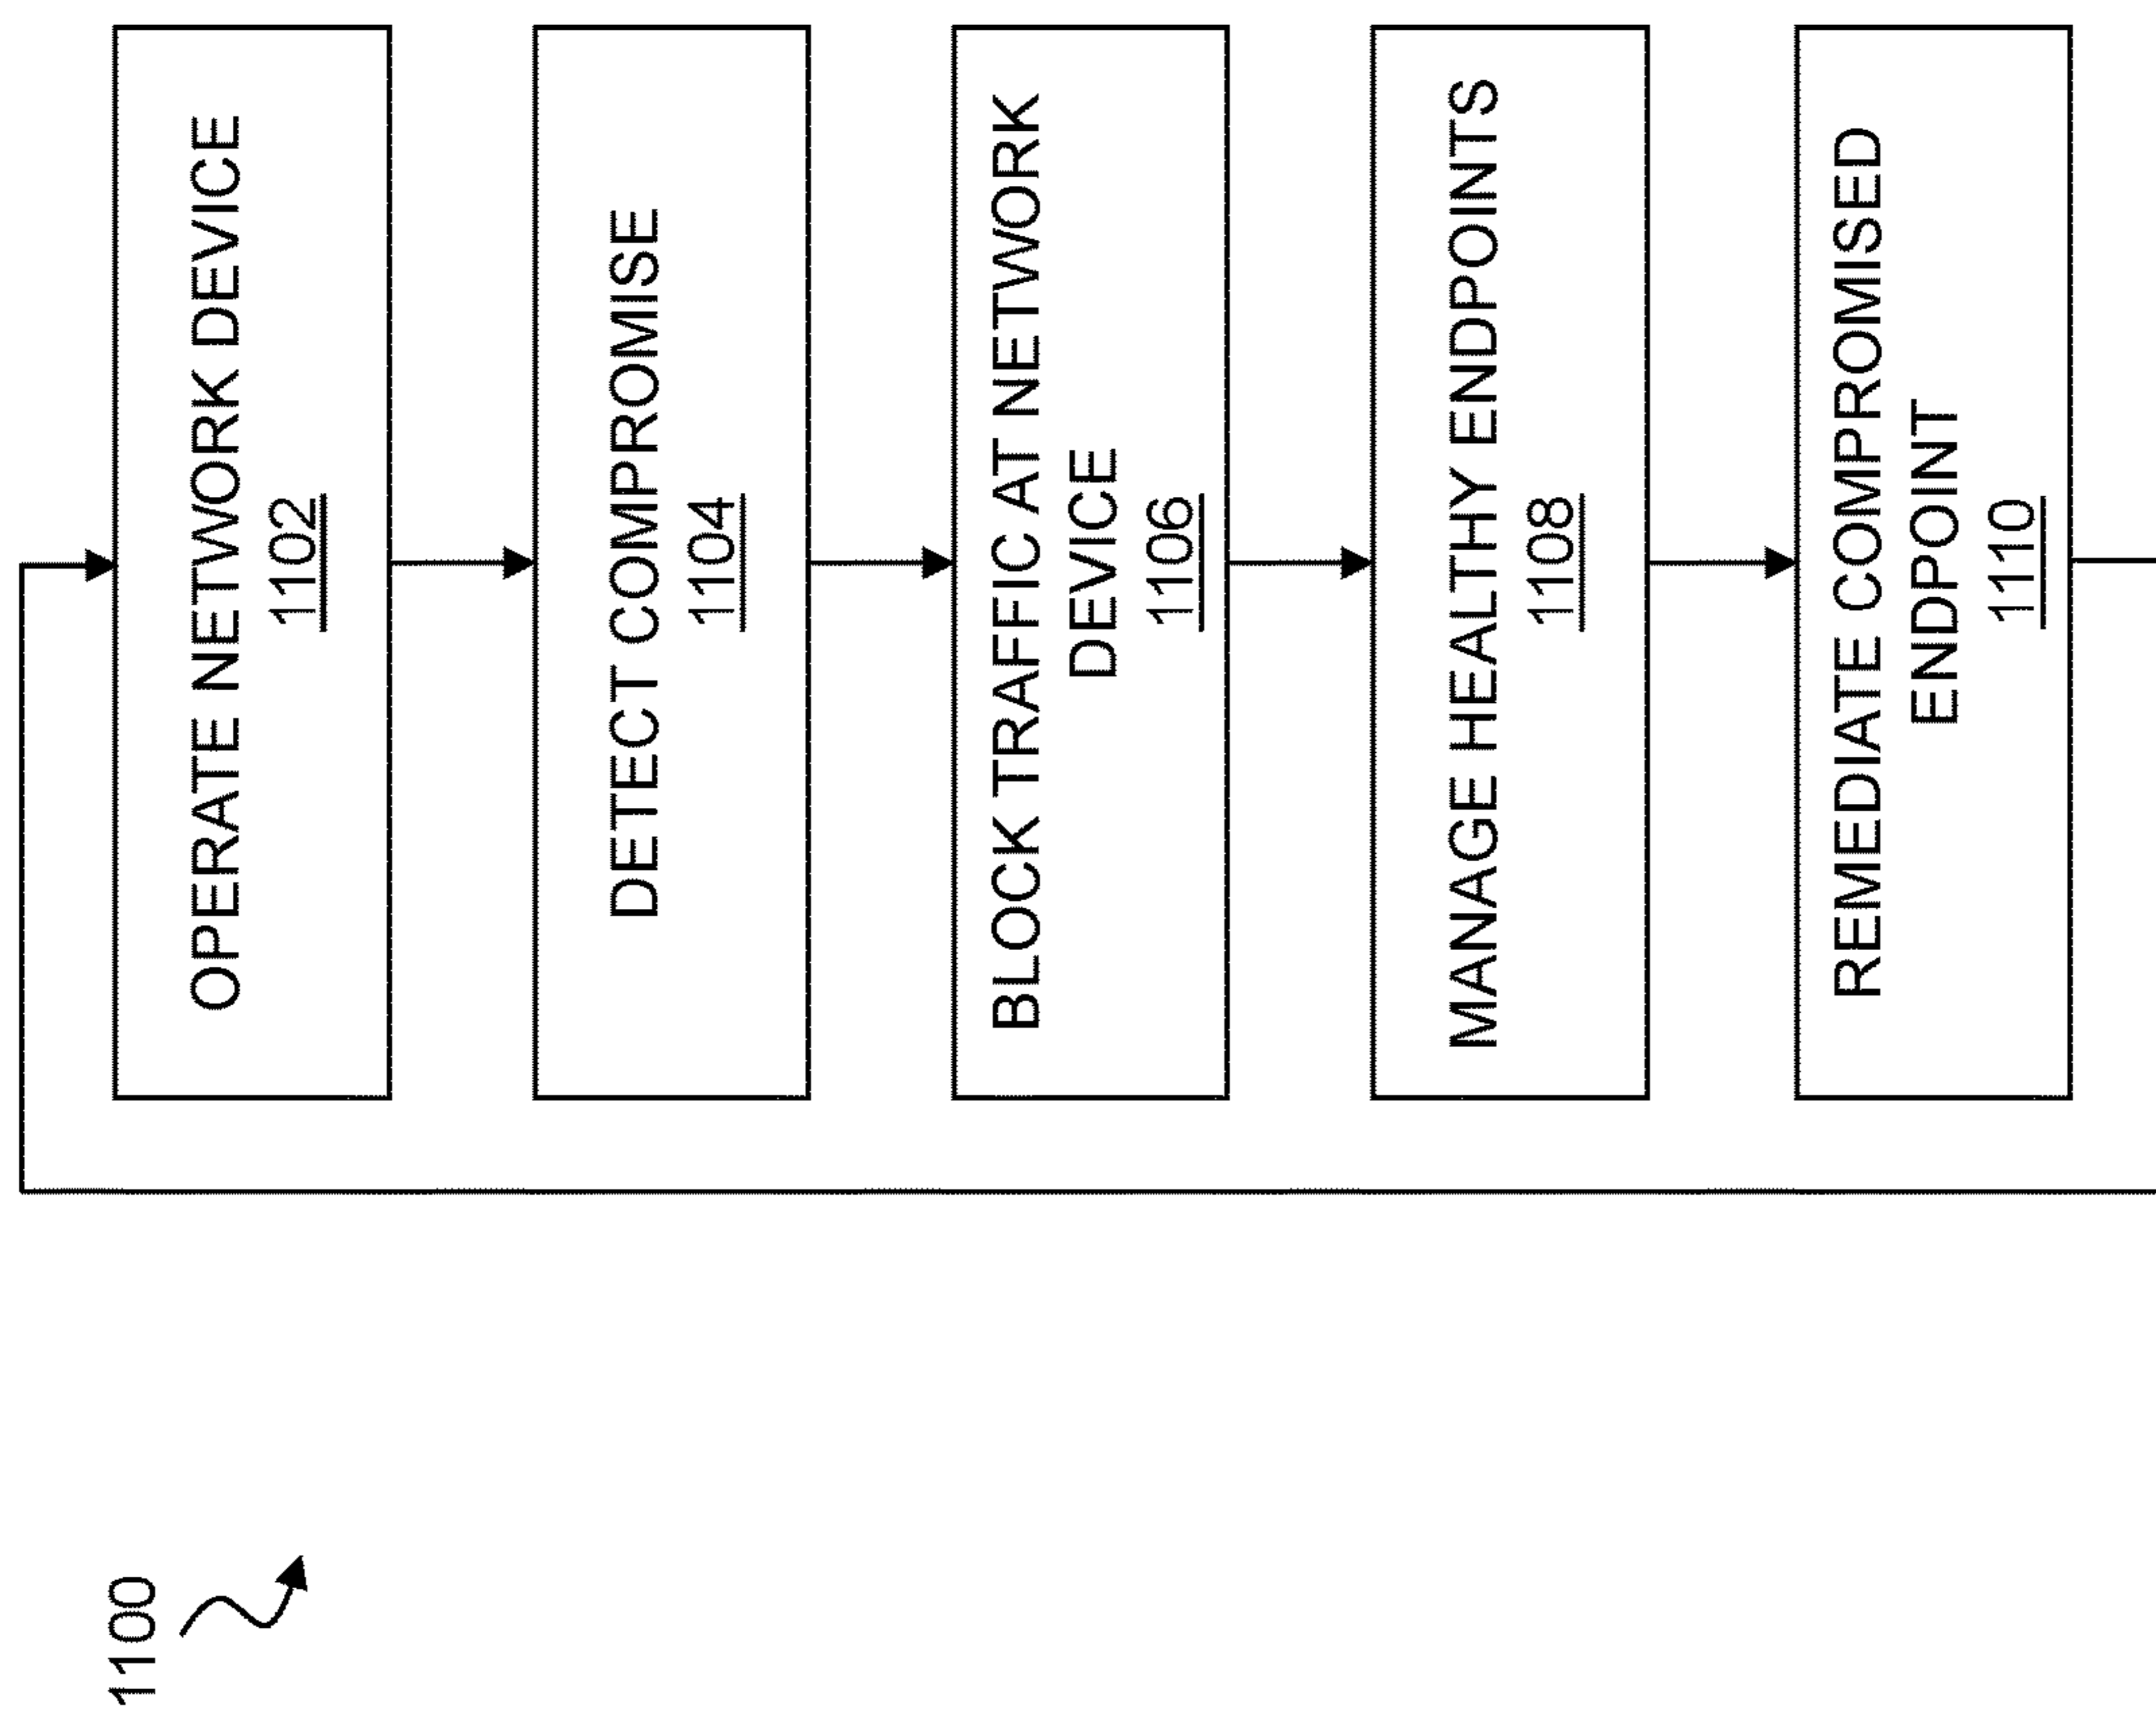 1100
OPERATE NETWORK DEVICE
1102
DETECT COMPROMISE
1104
BLOCK TRAFFIC AT NETWORK
DEVICE
1106
MANAGE HEALTHY ENDPOINTS
1108
REMEDIATE COMPROMISED
ENDPOINT
1110